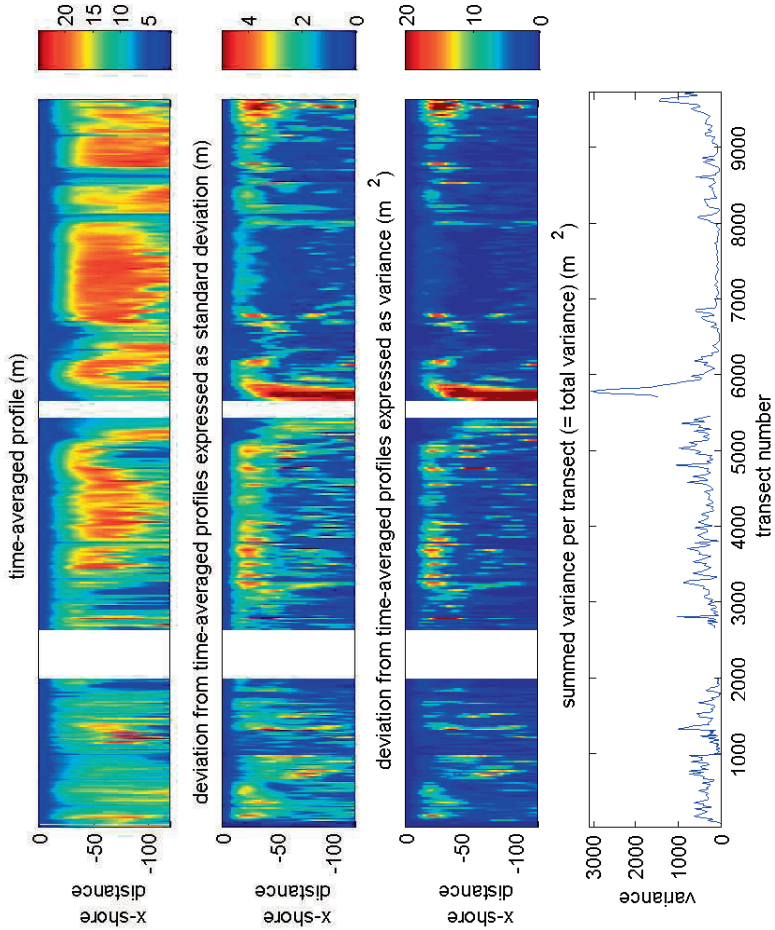 time-averaged profile (m)
0
-50
-100
x-shore
distance
20
15
10
5
deviation from time-averaged profiles expressed as standard deviation (m)
0
-50
-100
x-shore
distance
4
2
0
deviation from time-averaged profiles expressed as variance (m 2)
0
-50
-100
x-shore
distance
20
10
0
summed variance per transect (= total variance) (m 2)
3000
2000
1000
0
variance
1000
2000
3000
4000
5000
6000
7000
8000
9000
transect number